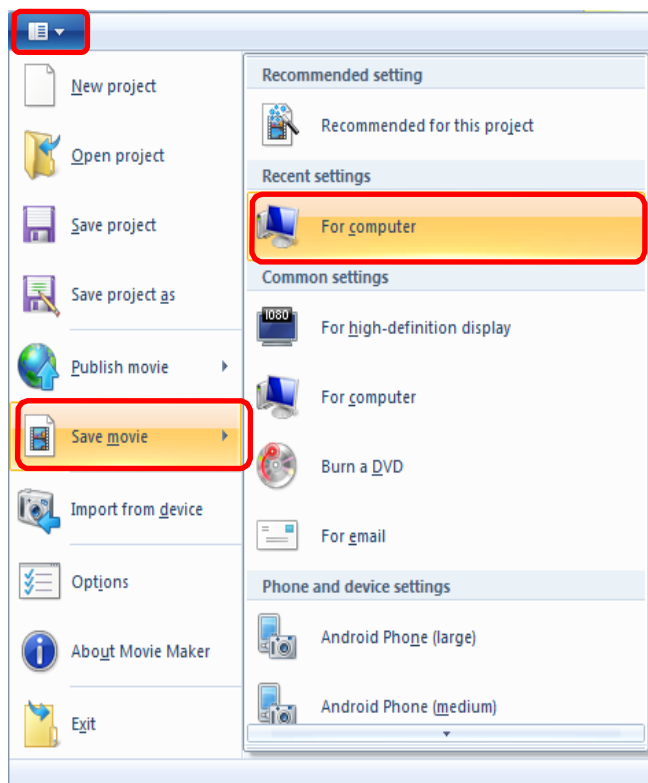 New project
Open project
Save project
Save project as
Publish movie
Save movie
Import from device
Options
About Movie Maker
Exit
Recommended setting
Recommended for this project
Recent settings
For computer
Common settings
1080
For high-definition display
For computer
Burn a DVD
For email
Phone and device settings
Android Phone (large)
Android Phone (medium)